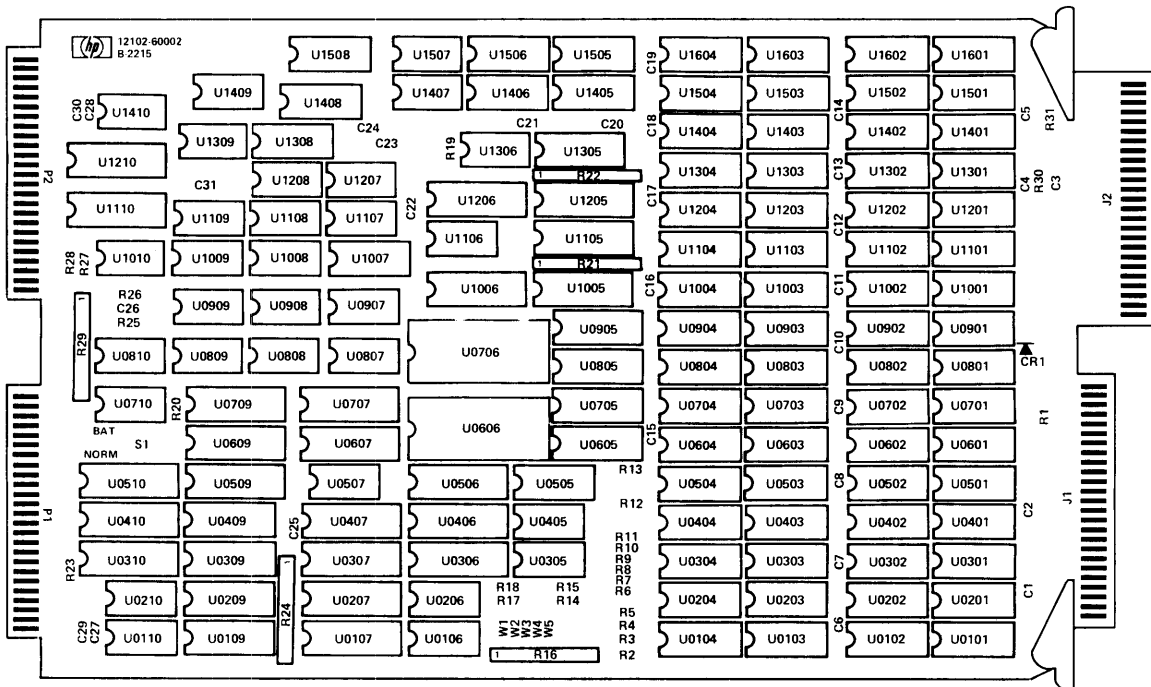 hp 12102-60002
B-2215
U1508 U1507 U1506 U1505 C19 U1604 U1603 U1602 U1601
U1409 U1408 U1407 U1406 U1405 U1504 U1503 C14 U1502 U1501 C5 R31
C30 C28 U1410 C24 C23 C21 C20 C18 U1404 U1403 U1402 U1401
U1309 U1308 R19 U1306 U1305
P2 U1210 U1208 U1207 1 R22 U1304 U1303 C13 U1302 U1301 C4 R30 C3
C31 U1206 U1205 C17 U1204 U1203 C12 U1202 U1201 J2
U1110 U1109 U1108 U1107 C22 U1106 U1105 U1104 U1103 U1102 U1101
R28 R27 U1010 U1009 U1008 U1007 1 R21
R26 U1006 U1005 C16 U1004 U1003 C11 U1002 U1001
C26 U0909 U0908 U0907
R25
1 R29 U0905 U0904 U0903 C10 U0902 U0901
U0810 U0809 U0808 U0807 U0706 U0805 U0804 U0803 U0802 U0801 CR1
U0710 R20 U0709 U0707 U0705 U0704 U0703 C9 U0702 U0701 R1
BAT S1 U0609 U0607 U0606 U0605 C15 U0604 U0603 U0602 U0601
NORM
U0510 U0509 U0507 U0506 U0505 R13 U0504 U0503 C8 U0502 U0501
R12
P1 U0410 U0409 C25 U0407 U0406 U0405 U0404 U0403 U0402 U0401 C2 J1
R11
R10
R23 U0310 U0309 1 U0307 U0306 U0305 R9 U0304 U0303 C7 U0302 U0301
R8
R7
R18 R15 R6
U0210 U0209 R24 U0207 U0206 R17 R14 U0204 U0203 U0202 U0201 C1
R5
W1 W2 W3 W4 W5 R4
C29 C27 U0110 U0109 U0107 U0106 R3 U0104 U0103 C6 U0102 U0101
1 R16 R2